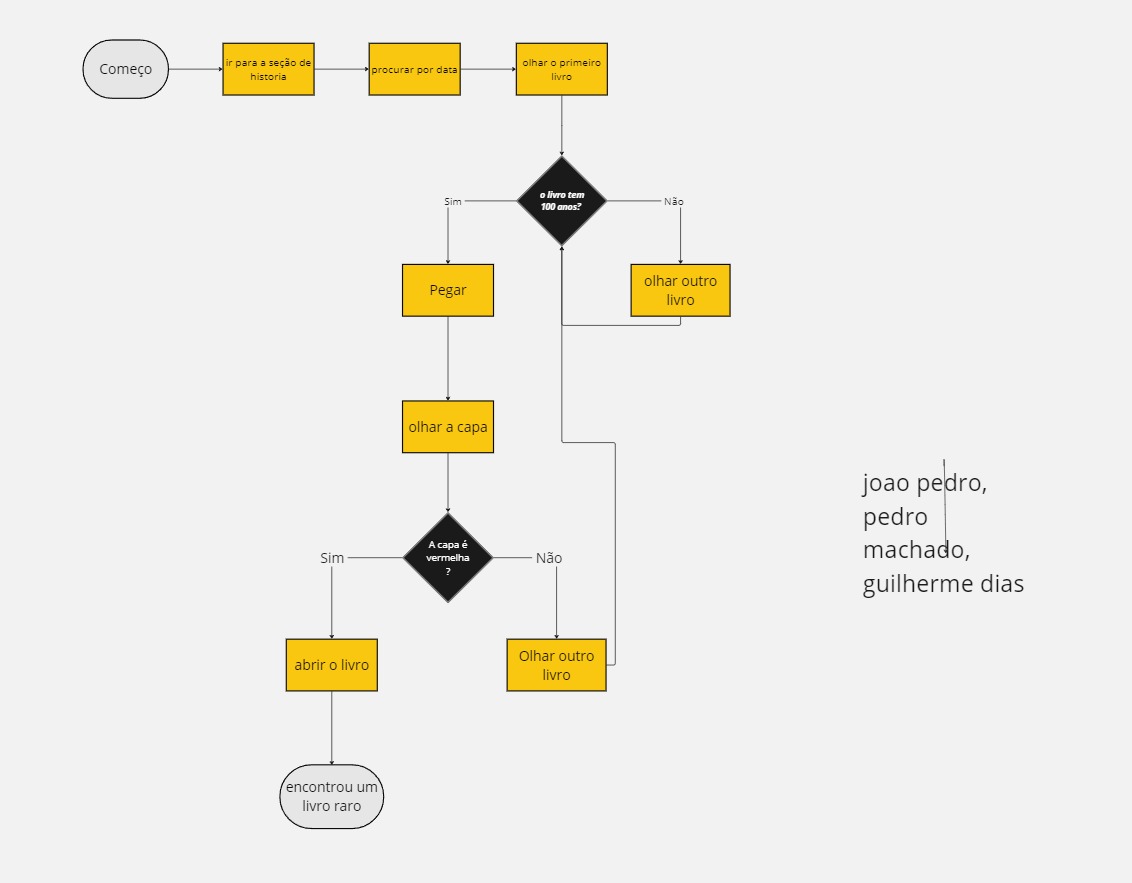 Começo
ir para a seção de
historia
procurar por data
olhar o primeiro
livro
o livro tem
100 anos?
Sim
Não
Pegar
olhar outro
livro
olhar a capa
joao pedro,
pedro
machado,
guilherme dias
A capa é
vermelha
?
Sim
Não
abrir o livro
Olhar outro
livro
encontrou um
livro raro